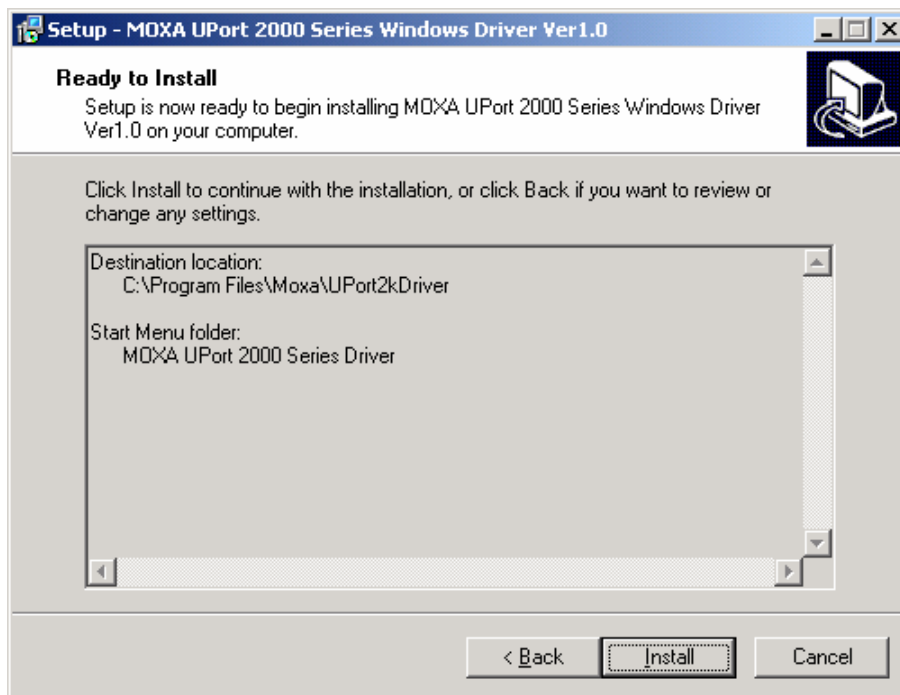 Setup - MOXA UPort 2000 Series Windows Driver Ver1.0
Ready to Install
Setup is now ready to begin installing MOXA UPort 2000 Series Windows Driver
Ver1.0 on your computer.
Click Install to continue with the installation, or click Back if you want to review or
change any settings.
Destination location:
C:\Program Files\Moxa\UPort2kDriver
Start Menu folder:
MOXA UPort 2000 Series Driver
< Back
Install
Cancel